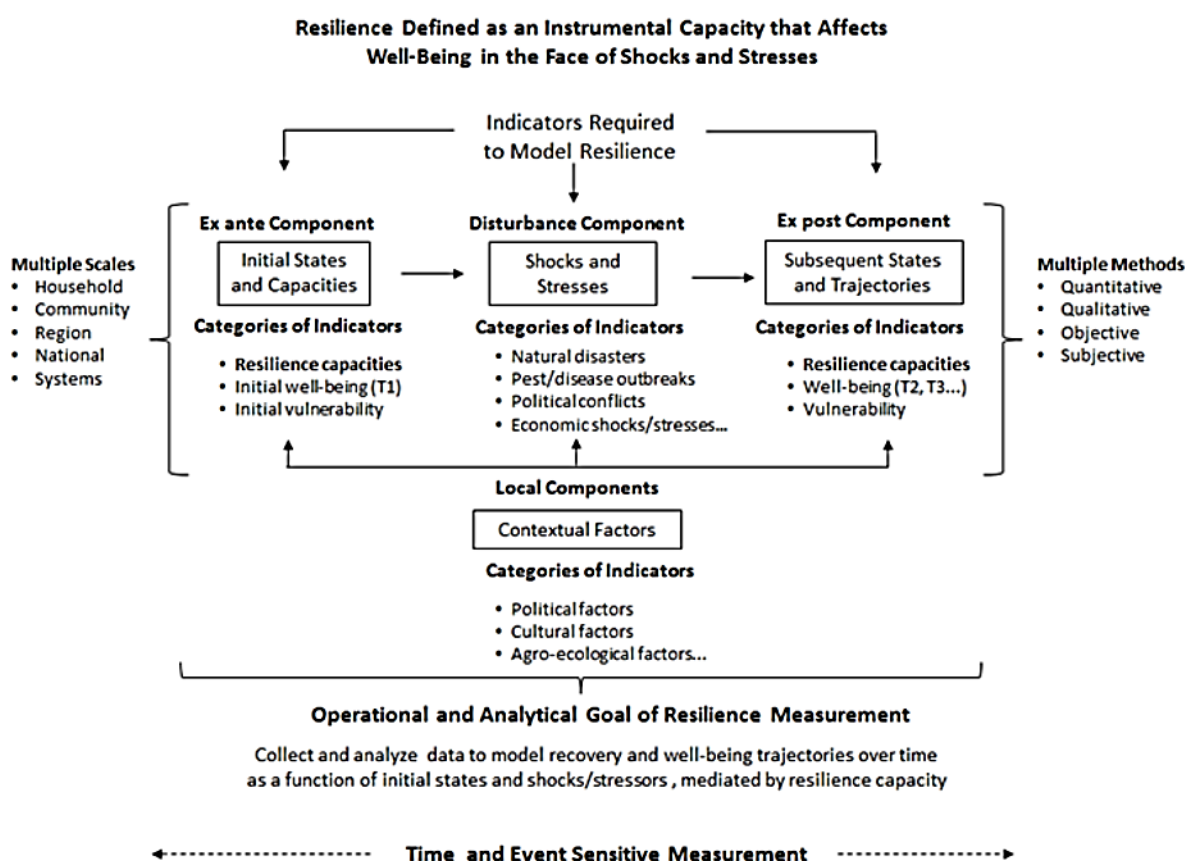 Resilience Defined as an Instrumental Capacity that Affects
Well-Being in the Face of Shocks and Stresses
Indicators Required
to Model Resilience
Multiple Scales
• Household
• Community
• Region
• National
• Systems
Ex ante Component
Initial States
and Capacities
Categories of Indicators
• Resilience capacities
• Initial well-being (T1)
• Initial vulnerability
Disturbance Component
Shocks and
Stresses
Categories of Indicators
• Natural disasters
• Pest/disease outbreaks
• Political conflicts
• Economic shocks/stresses...
Ex post Component
Subsequent States
and Trajectories
Categories of Indicators
• Resilience capacities
• Well-being (T2, T3...)
• Vulnerability
Multiple Methods
• Quantitative
• Qualitative
• Objective
• Subjective
Local Components
Contextual Factors
Categories of Indicators
• Political factors
• Cultural factors
• Agro-ecological factors...
Operational and Analytical Goal of Resilience Measurement
Collect and analyze data to model recovery and well-being trajectories over time
as a function of initial states and shocks/stressors , mediated by resilience capacity
Time and Event Sensitive Measurement